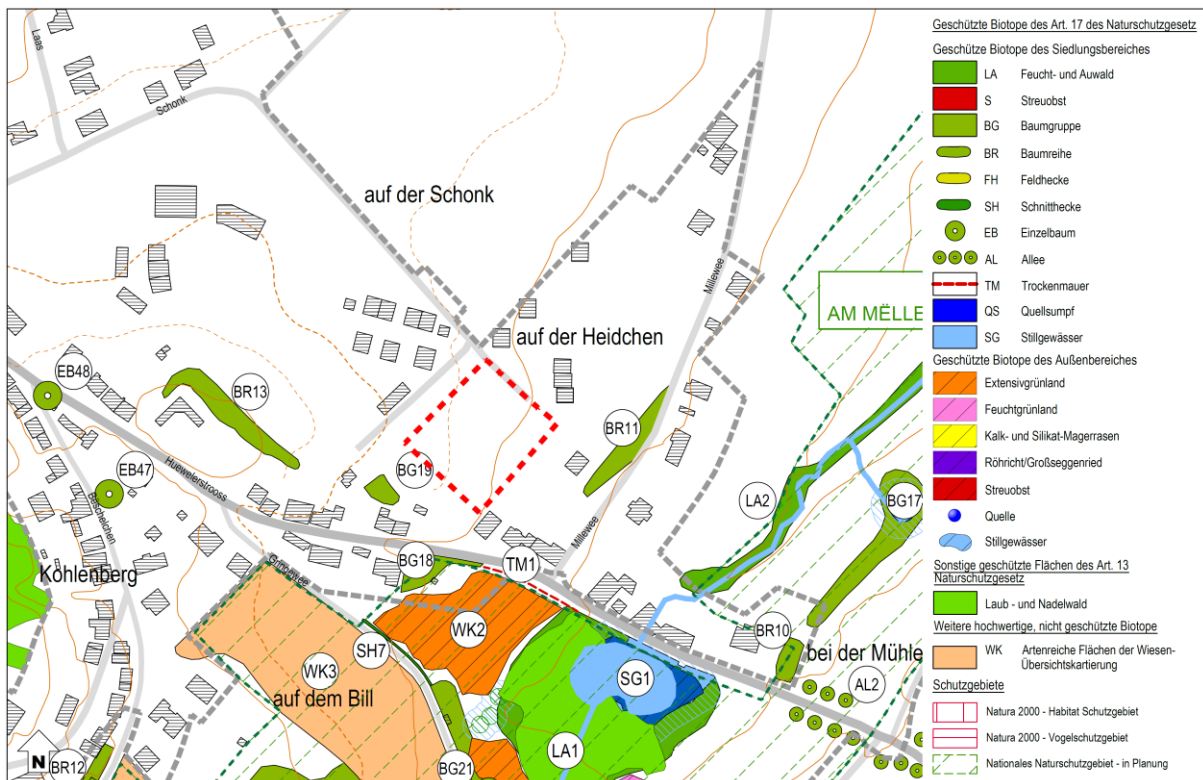 Laas
Schonk
auf der Schonk
Millewee
auf der Heidchen
AM MËLLE
EB48
BR13
BR11
BG19
EB47
Huewelerstrooss
LA2
BG17
Millewee
Köhlenberg
Gringewee
BG18
TM1
WK2
SH7
WK3
auf dem Bill
BR10
bei der Mühle
SG1
AL2
LA1
BG21
BR12
N
Geschützte Biotope des Art. 17 des Naturschutzgesetz
Geschütze Biotope des Siedlungsbereiches
LA Feucht- und Auwald
S Streuobst
BG Baumgruppe
BR Baumreihe
FH Feldhecke
SH Schnitthecke
EB Einzelbaum
AL Allee
TM Trockenmauer
QS Quellsumpf
SG Stillgewässer
Geschützte Biotope des Außenbereiches
Extensivgrünland
Feuchtgrünland
Kalk- und Silikat-Magerrasen
Röhricht/Großseggenried
Streuobst
Quelle
Stillgewässer
Sonstige geschützte Flächen des Art. 13
Naturschutzgesetz
Laub - und Nadelwald
Weitere hochwertige, nicht geschützte Biotope
WK Artenreiche Flächen der Wiesen-
Übersichtskartierung
Schutzgebiete
Natura 2000 - Habitat Schutzgebiet
Natura 2000 - Vogelschutzgebiet
Nationales Naturschutzgebiet - in Planung